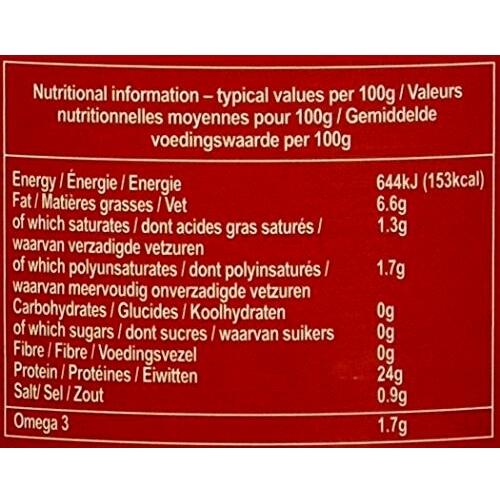 Nutritional information – typical values per 100g / Valeurs
nutritionnelles moyennes pour 100g / Gemiddelde
voedingswaarde per 100g
Energy / Énergie / Energie 644kJ (153kcal)
Fat / Matières grasses / Vet 6.6g
of which saturates / dont acides gras saturés / 1.3g
waarvan verzadigde vetzuren
of which polyunsaturates / dont polyinsaturés / 1.7g
waarvan meervoudig onverzadigde vetzuren
Carbohydrates / Glucides / Koolhydraten 0g
of which sugars / dont sucres / waarvan suikers 0g
Fibre / Fibre / Voedingsvezel 0g
Protein / Protéines / Eiwitten 24g
Salt/ Sel / Zout 0.9g
Omega 3 1.7g